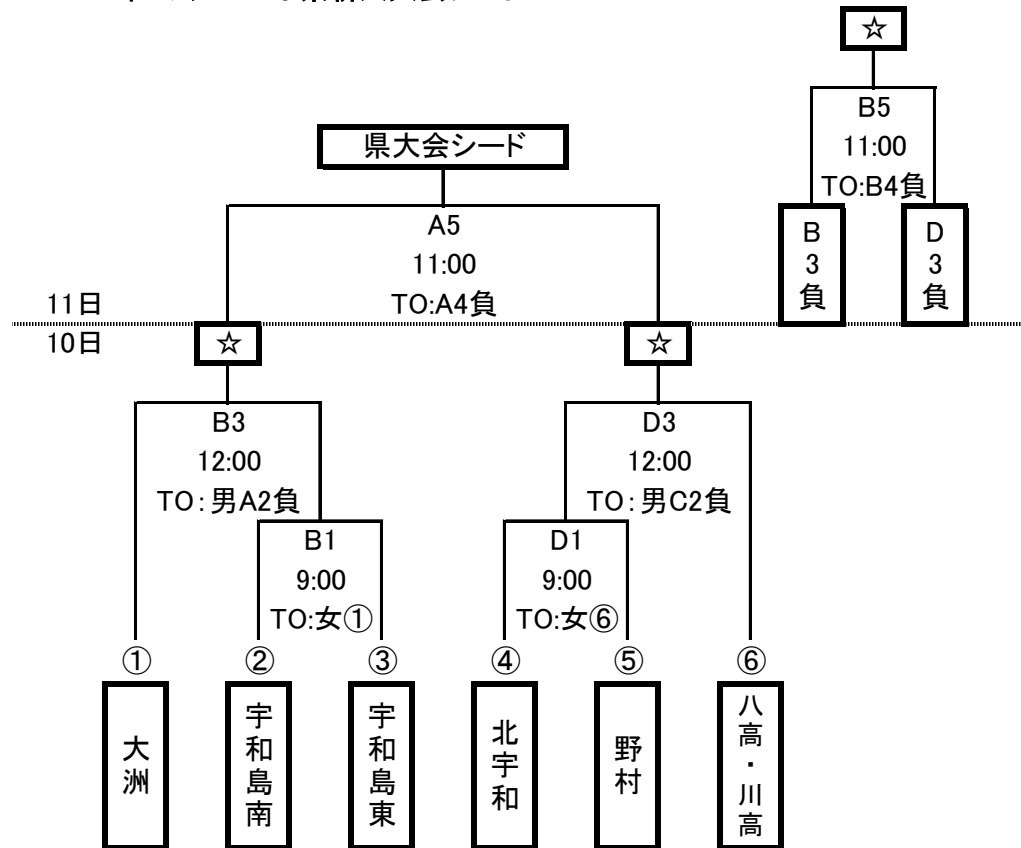 ☆
B5
11:00
TO:B4負
B3負
D3負
県大会シード
A5
11:00
TO:A4負
11日
10日
☆
☆
B3
12:00
TO:男A2負
D3
12:00
TO:男C2負
B1
9:00
TO:女①
D1
9:00
TO:女⑥
①
②
③
④
⑤
⑥
大洲
宇和島南
宇和島東
北宇和
野村
八高・川高